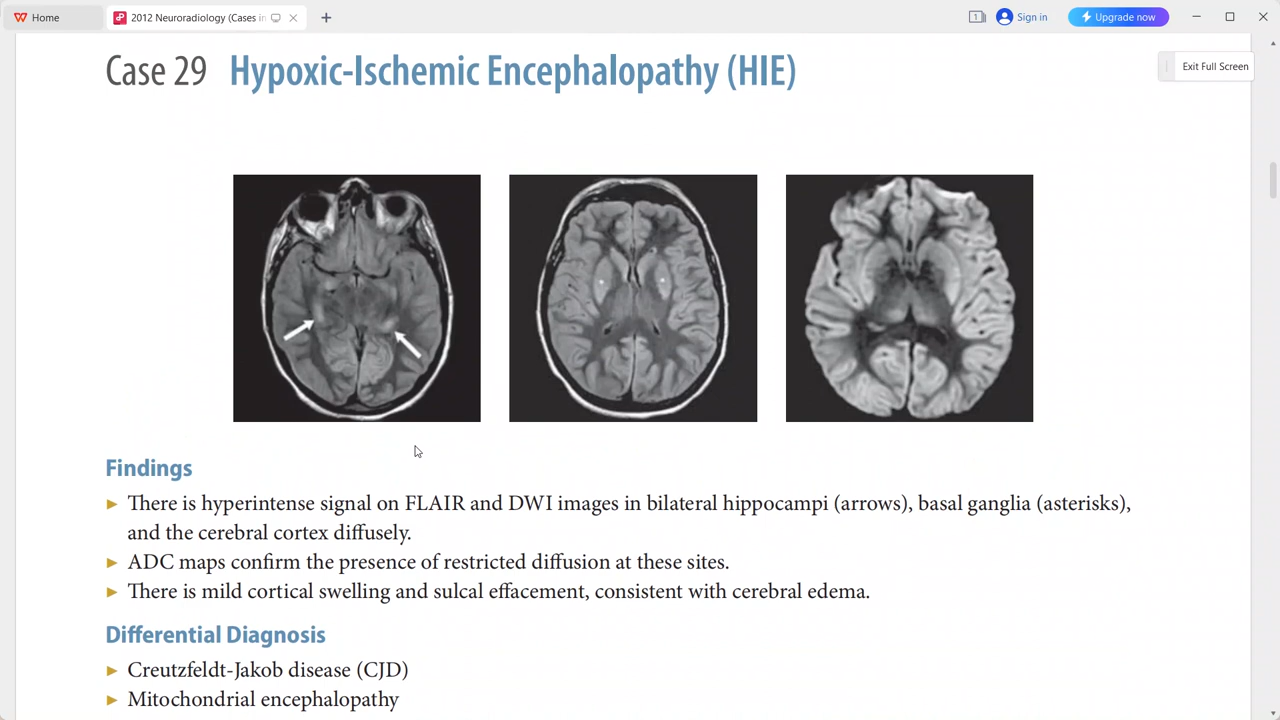 Home
2012 Neuroradiology (Cases in
Sign in
Upgrade now
Exit Full Screen
Case 29 Hypoxic-Ischemic Encephalopathy (HIE)
Findings
► There is hyperintense signal on FLAIR and DWI images in bilateral hippocampi (arrows), basal ganglia (asterisks),
and the cerebral cortex diffusely.
► ADC maps confirm the presence of restricted diffusion at these sites.
► There is mild cortical swelling and sulcal effacement, consistent with cerebral edema.
Differential Diagnosis
► Creutzfeldt-Jakob disease (CJD)
► Mitochondrial encephalopathy